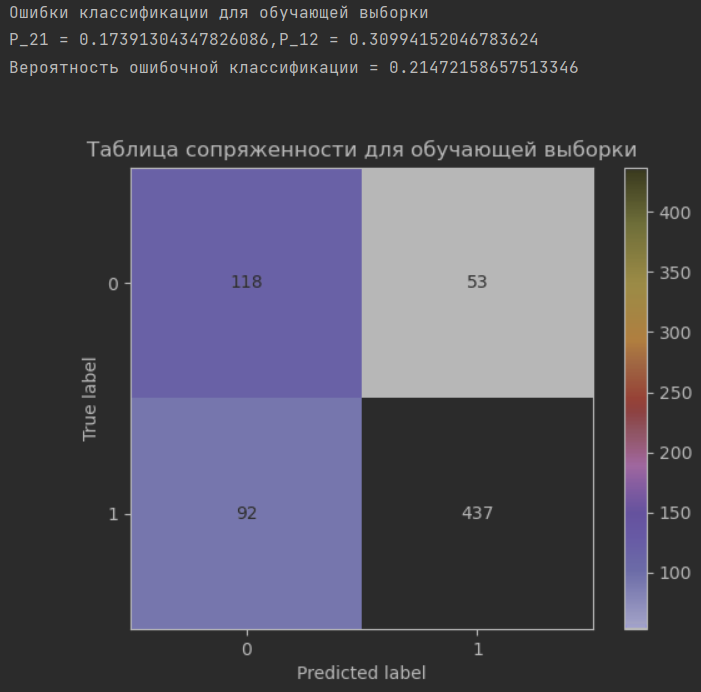 Ошибки классификации для обучающей выборки
P_21 = 0.17391304347826086,P_12 = 0.30994152046783624
Вероятность ошибочной классификации = 0.21472158657513346
Таблица сопряженности для обучающей выборки
118
53
92
437
0
1
True label
0
1
Predicted label
400
350
300
250
200
150
100